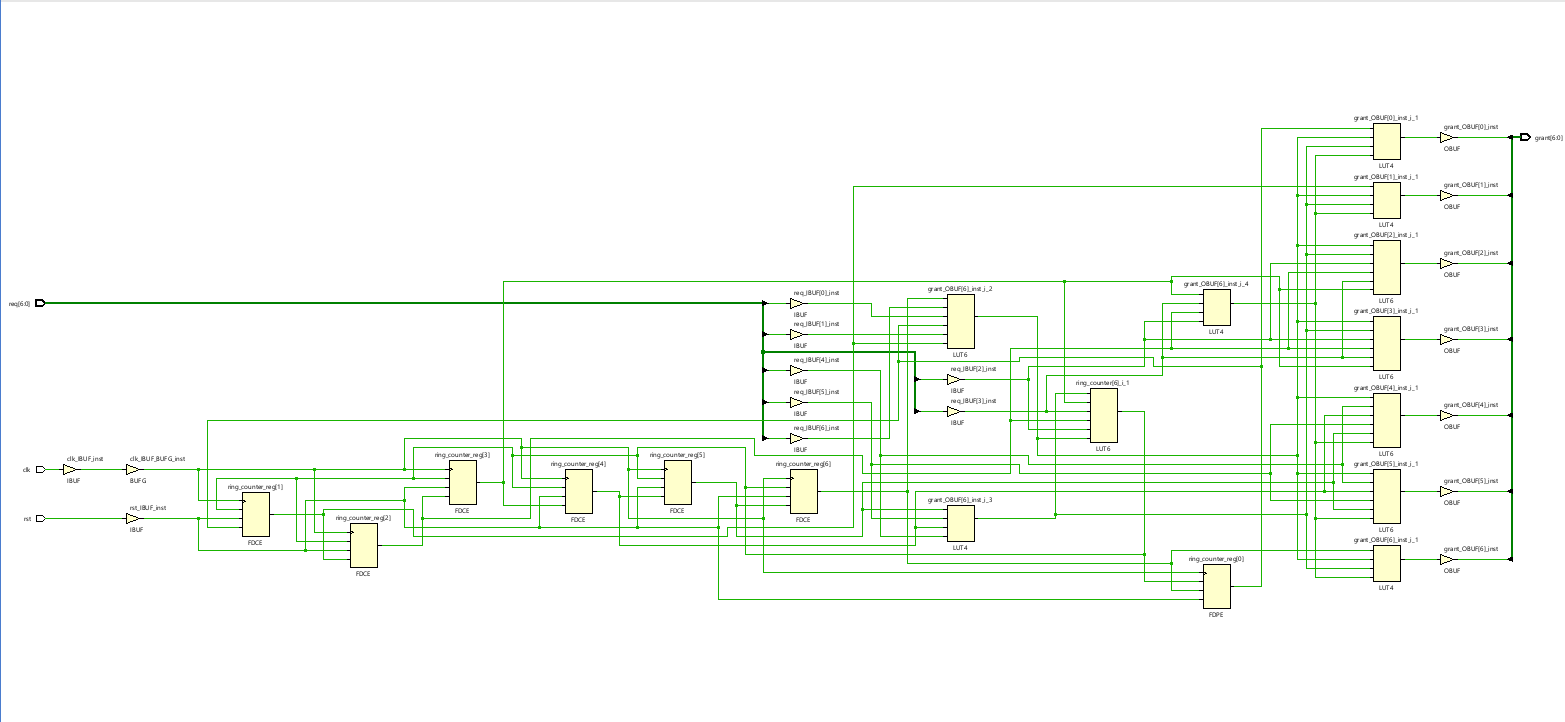 grant_OBUF[0]_inst_i_1
grant_OBUF[0]_inst
grant[6:0]
OBUF
LUT4
grant_OBUF[1]_inst_i_1
grant_OBUF[1]_inst
OBUF
LUT4
grant_OBUF[2]_inst_i_1
grant_OBUF[2]_inst
OBUF
LUT6
req[6:0]
req_IBUF[0]_inst
IBUF
grant_OBUF[6]_inst_i_2
LUT6
grant_OBUF[6]_inst_i_4
LUT4
grant_OBUF[3]_inst_i_1
grant_OBUF[3]_inst
OBUF
LUT6
req_IBUF[1]_inst
IBUF
req_IBUF[4]_inst
IBUF
req_IBUF[2]_inst
IBUF
req_IBUF[5]_inst
IBUF
req_IBUF[3]_inst
IBUF
ring_counter[6]_i_1
LUT6
grant_OBUF[4]_inst_i_1
grant_OBUF[4]_inst
OBUF
LUT6
req_IBUF[6]_inst
IBUF
clk
clk_IBUF_inst
IBUF
clk_IBUF_BUFG_inst
BUFG
ring_counter_reg[1]
FDCE
ring_counter_reg[3]
FDCE
ring_counter_reg[4]
FDCE
ring_counter_reg[5]
FDCE
ring_counter_reg[6]
FDCE
grant_OBUF[5]_inst_i_1
grant_OBUF[5]_inst
OBUF
LUT6
rst
rst_IBUF_inst
IBUF
ring_counter_reg[2]
FDCE
grant_OBUF[6]_inst_i_3
LUT4
grant_OBUF[6]_inst_i_1
grant_OBUF[6]_inst
OBUF
LUT4
ring_counter_reg[0]
FDPE